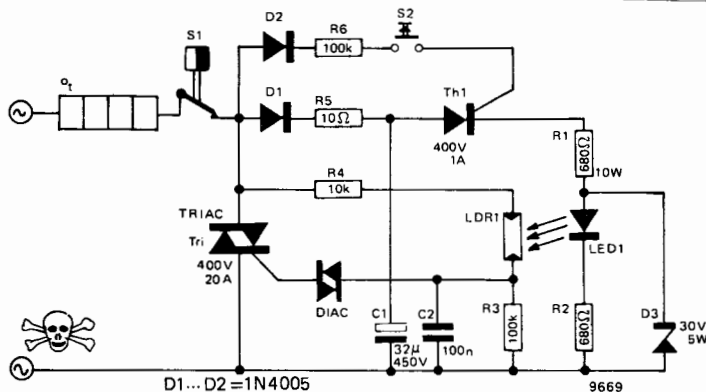 D2
R6
100k
S2
S1
ot
D1
R5
10Ω
Th1
400V
1A
R1
680Ω
10W
R4
10k
TRIAC
Tri
400V
20A
LDR1
LED1
DIAC
C1
32µ
450V
C2
100n
R3
100k
R2
680Ω
D3
30V
5W
D1...D2=1N4005
9669